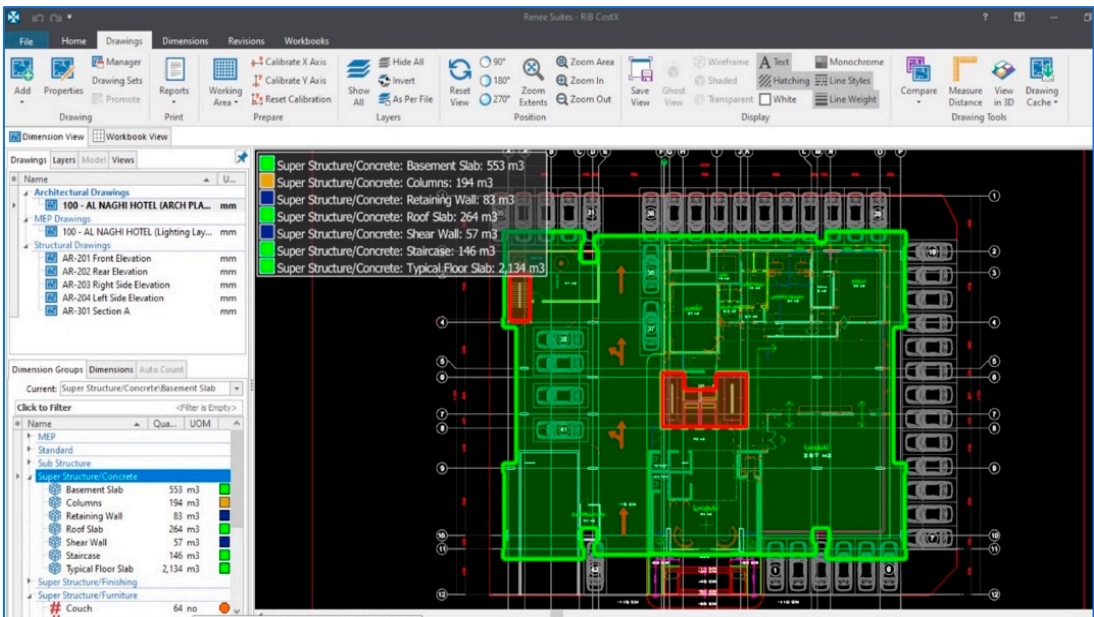 Renee Suites - RIB CostX
File Home Drawings Dimensions Revisions Workbooks
Add
Properties
Manager
Drawing Sets
Promote
Drawing
Reports
Print
Working Area
Calibrate X Axis
Calibrate Y Axis
Reset Calibration
Prepare
Show All
Hide All
Invert
As Per File
Layers
Reset View
90°
180°
270°
Zoom Extents
Zoom Area
Zoom In
Zoom Out
Position
Save View
Ghost View
Wireframe
Shaded
Transparent
Text
Hatching
White
Monochrome
Line Styles
Line Weight
Display
Compare
Measure Distance
View in 3D
Drawing Cache
Drawing Tools
Dimension View Workbook View
Drawings Layers Model Views
Name U...
Architectural Drawings
100 - AL NAGHI HOTEL (ARCH PLA... mm
MEP Drawings
100 - AL NAGHI HOTEL (Lighting Lay... mm
Structural Drawings
AR-201 Front Elevation mm
AR-202 Rear Elevation mm
AR-203 Right Side Elevation mm
AR-204 Left Side Elevation mm
AR-301 Section A mm
Dimension Groups Dimensions Auto Count
Current: Super Structure/Concrete\Basement Slab
Click to Filter <Filter is Empty>
Name Qua... UOM
MEP
Standard
Sub Structure
Super Structure/Concrete
Basement Slab 553 m3
Columns 194 m3
Retaining Wall 83 m3
Roof Slab 264 m3
Shear Wall 57 m3
Staircase 146 m3
Typical Floor Slab 2,134 m3
Super Structure/Finishing
Super Structure/Furniture
Couch 64 no
Super Structure/Concrete: Basement Slab: 553 m3
Super Structure/Concrete: Columns: 194 m3
Super Structure/Concrete: Retaining Wall: 83 m3
Super Structure/Concrete: Roof Slab: 264 m3
Super Structure/Concrete: Shear Wall: 57 m3
Super Structure/Concrete: Staircase: 146 m3
Super Structure/Concrete: Typical Floor Slab: 2,134 m3